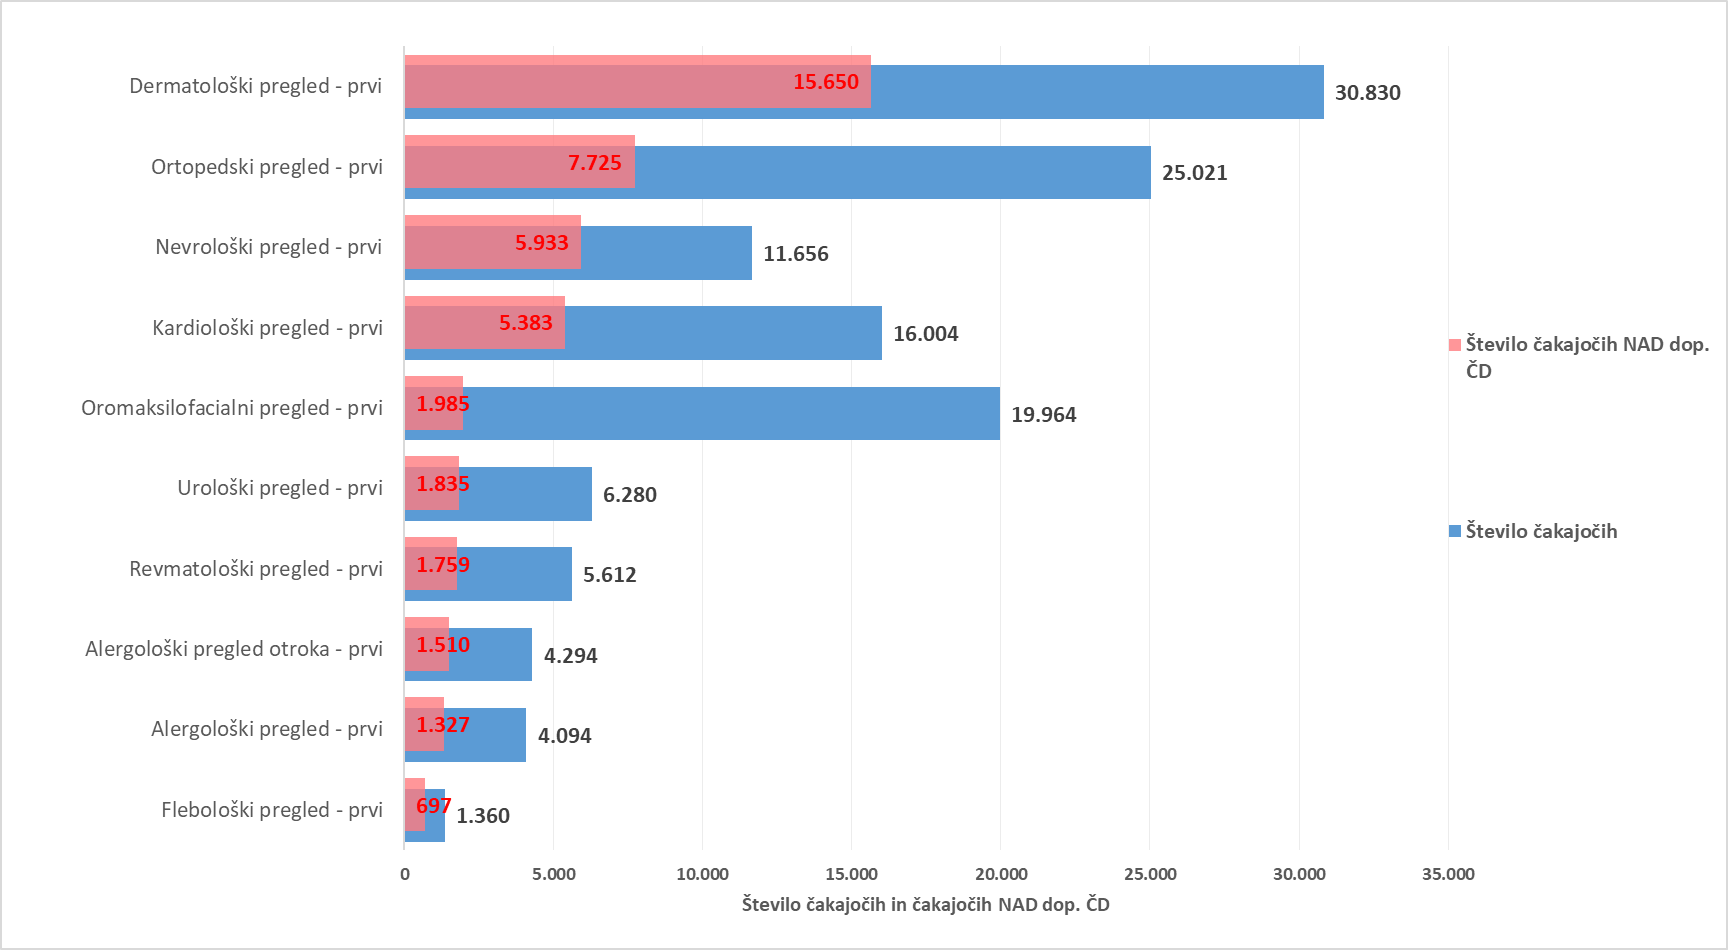 Dermatološki pregled - prvi
15.650
30.830
Ortopedski pregled - prvi
7.725
25.021
Nevrološki pregled - prvi
5.933
11.656
Kardiološki pregled - prvi
5.383
16.004
Oromaksilofacialni pregled - prvi
1.985
19.964
Urološki pregled - prvi
1.835
6.280
Revmatološki pregled - prvi
1.759
5.612
Alergološki pregled otroka - prvi
1.510
4.294
Alergološki pregled - prvi
1.327
4.094
Flebološki pregled - prvi
697
1.360
0 5.000 10.000 15.000 20.000 25.000 30.000 35.000
Število čakajočih in čakajočih NAD dop. ČD
Število čakajočih NAD dop.
ČD
Število čakajočih